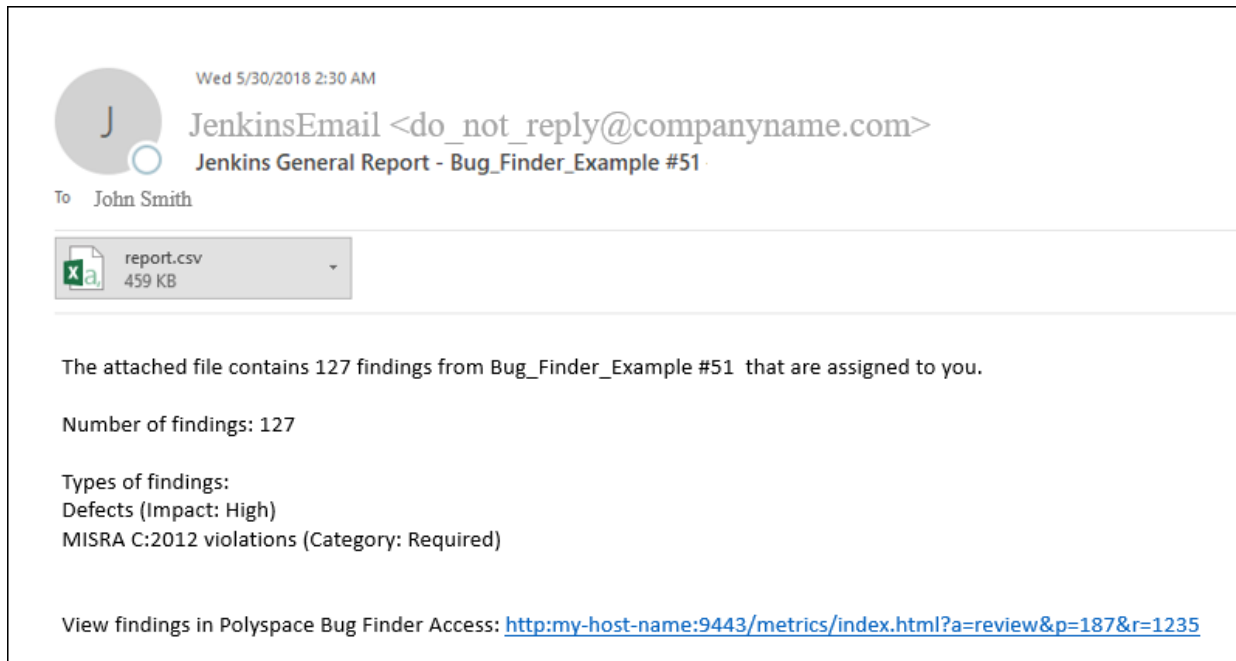 Wed 5/30/2018 2:30 AM
J
JenkinsEmail <do_not_reply@companyname.com>
Jenkins General Report - Bug_Finder_Example #51
To John Smith
report.csv
459 KB
The attached file contains 127 findings from Bug_Finder_Example #51 that are assigned to you.
Number of findings: 127
Types of findings:
Defects (Impact: High)
MISRA C:2012 violations (Category: Required)
View findings in Polyspace Bug Finder Access: http:my-host-name:9443/metrics/index.html?a=review&p=187&r=1235